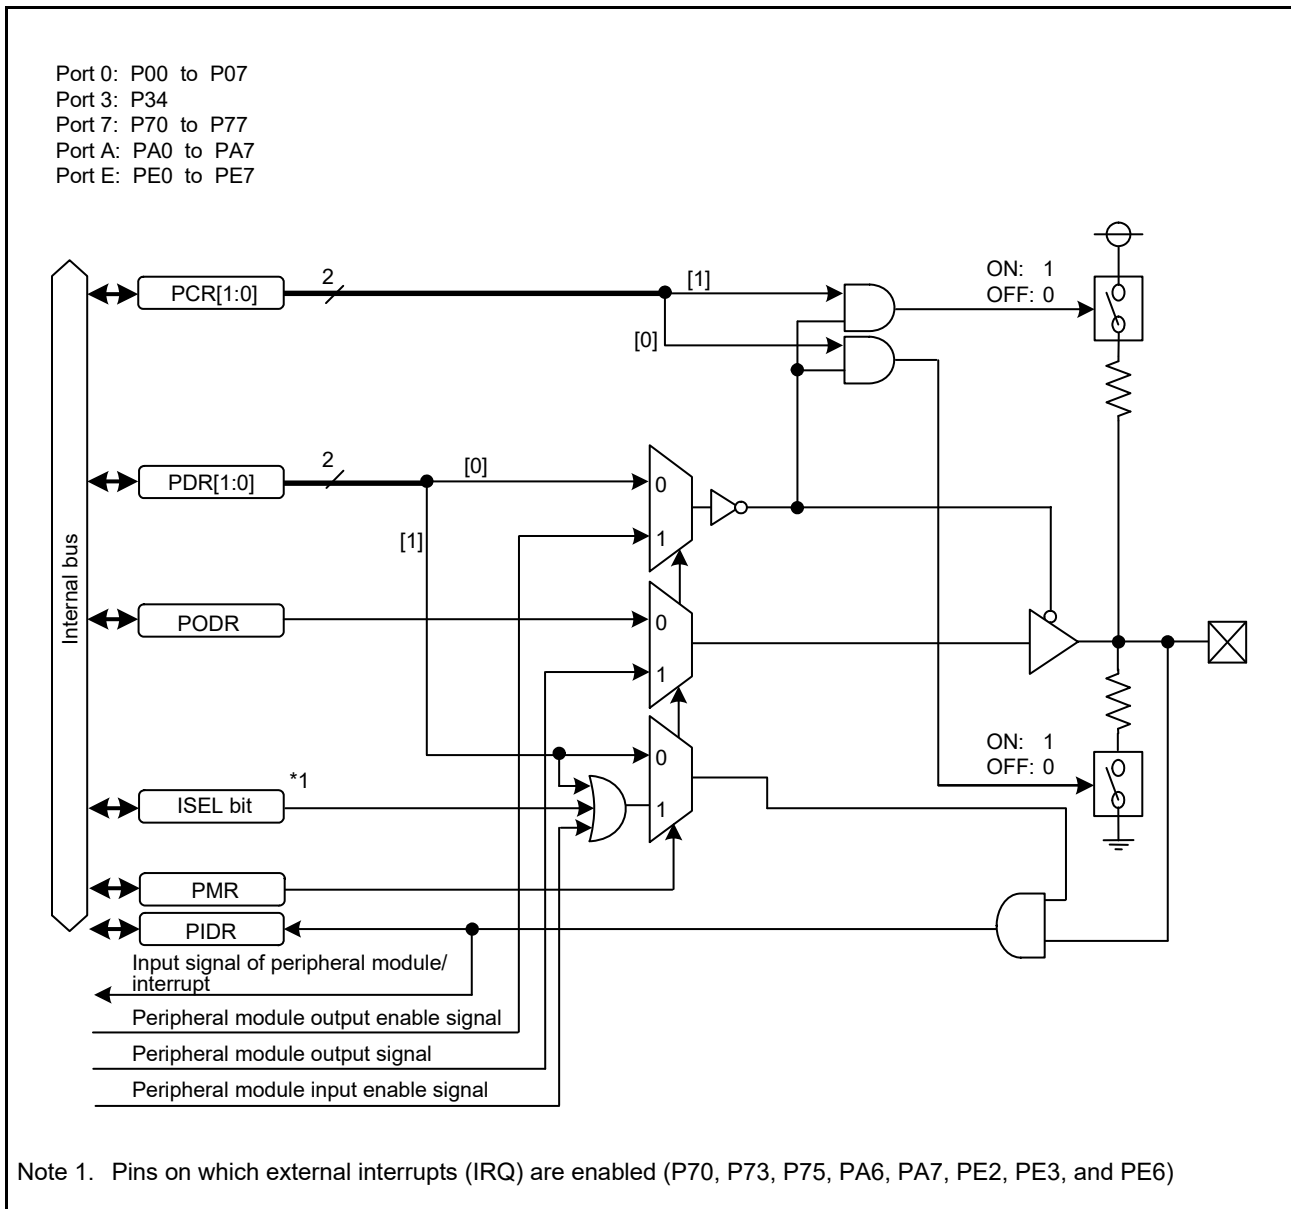 Port 0: P00 to P07
Port 3: P34
Port 7: P70 to P77
Port A: PA0 to PA7
Port E: PE0 to PE7
ON: 1
OFF: 0
PCR[1:0]
2
[1]
[0]
PDR[1:0]
2
[0]
[1]
0
1
Internal bus
PODR
0
1
ON: 1
OFF: 0
*1
ISEL bit
0
1
PMR
PIDR
Input signal of peripheral module/
interrupt
Peripheral module output enable signal
Peripheral module output signal
Peripheral module input enable signal
Note 1. Pins on which external interrupts (IRQ) are enabled (P70, P73, P75, PA6, PA7, PE2, PE3, and PE6)